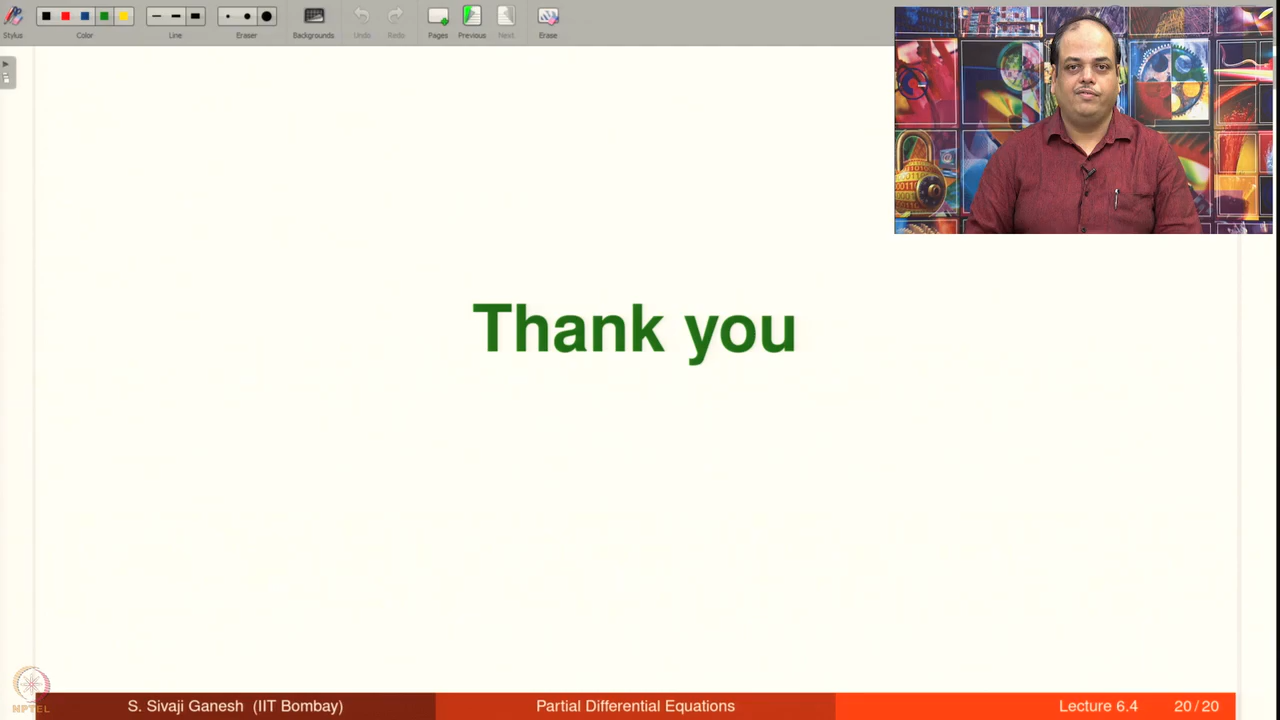 Stylus
Color
Line
Eraser
Backgrounds
Undo
Redo
Pages
Previous
Next
Erase
Thank you
NPTEL
S. Sivaji Ganesh (IIT Bombay)
Partial Differential Equations
Lecture 6.4
20/20